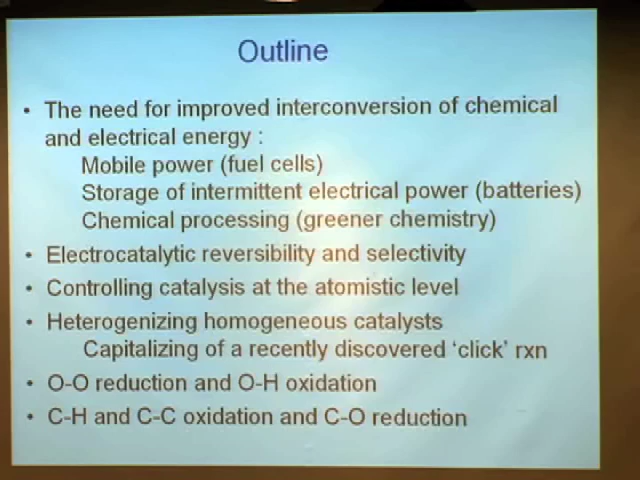 Outline
• The need for improved interconversion of chemical
and electrical energy :
Mobile power (fuel cells)
Storage of intermittent electrical power (batteries)
Chemical processing (greener chemistry)
• Electrocatalytic reversibility and selectivity
• Controlling catalysis at the atomistic level
• Heterogenizing homogeneous catalysts
Capitalizing of a recently discovered ‘click’ rxn
• O-O reduction and O-H oxidation
• C-H and C-C oxidation and C-O reduction